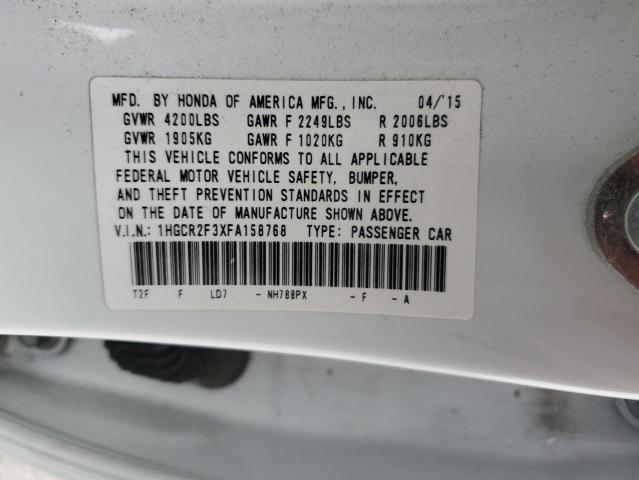 MFD. BY HONDA OF AMERICA MFG., INC. 04/'15
GVWR 4200LBS GAWR F 2249LBS R 2006LBS
GVWR 1905KG GAWR F 1020KG R 910KG
THIS VEHICLE CONFORMS TO ALL APPLICABLE
FEDERAL MOTOR VEHICLE SAFETY, BUMPER,
AND THEFT PREVENTION STANDARDS IN EFFECT
ON THE DATE OF MANUFACTURE SHOWN ABOVE.
V.I.N.: 1HGCR2F3XFA158768 TYPE: PASSENGER CAR
T2F F LD7 - NH788PX - F - A